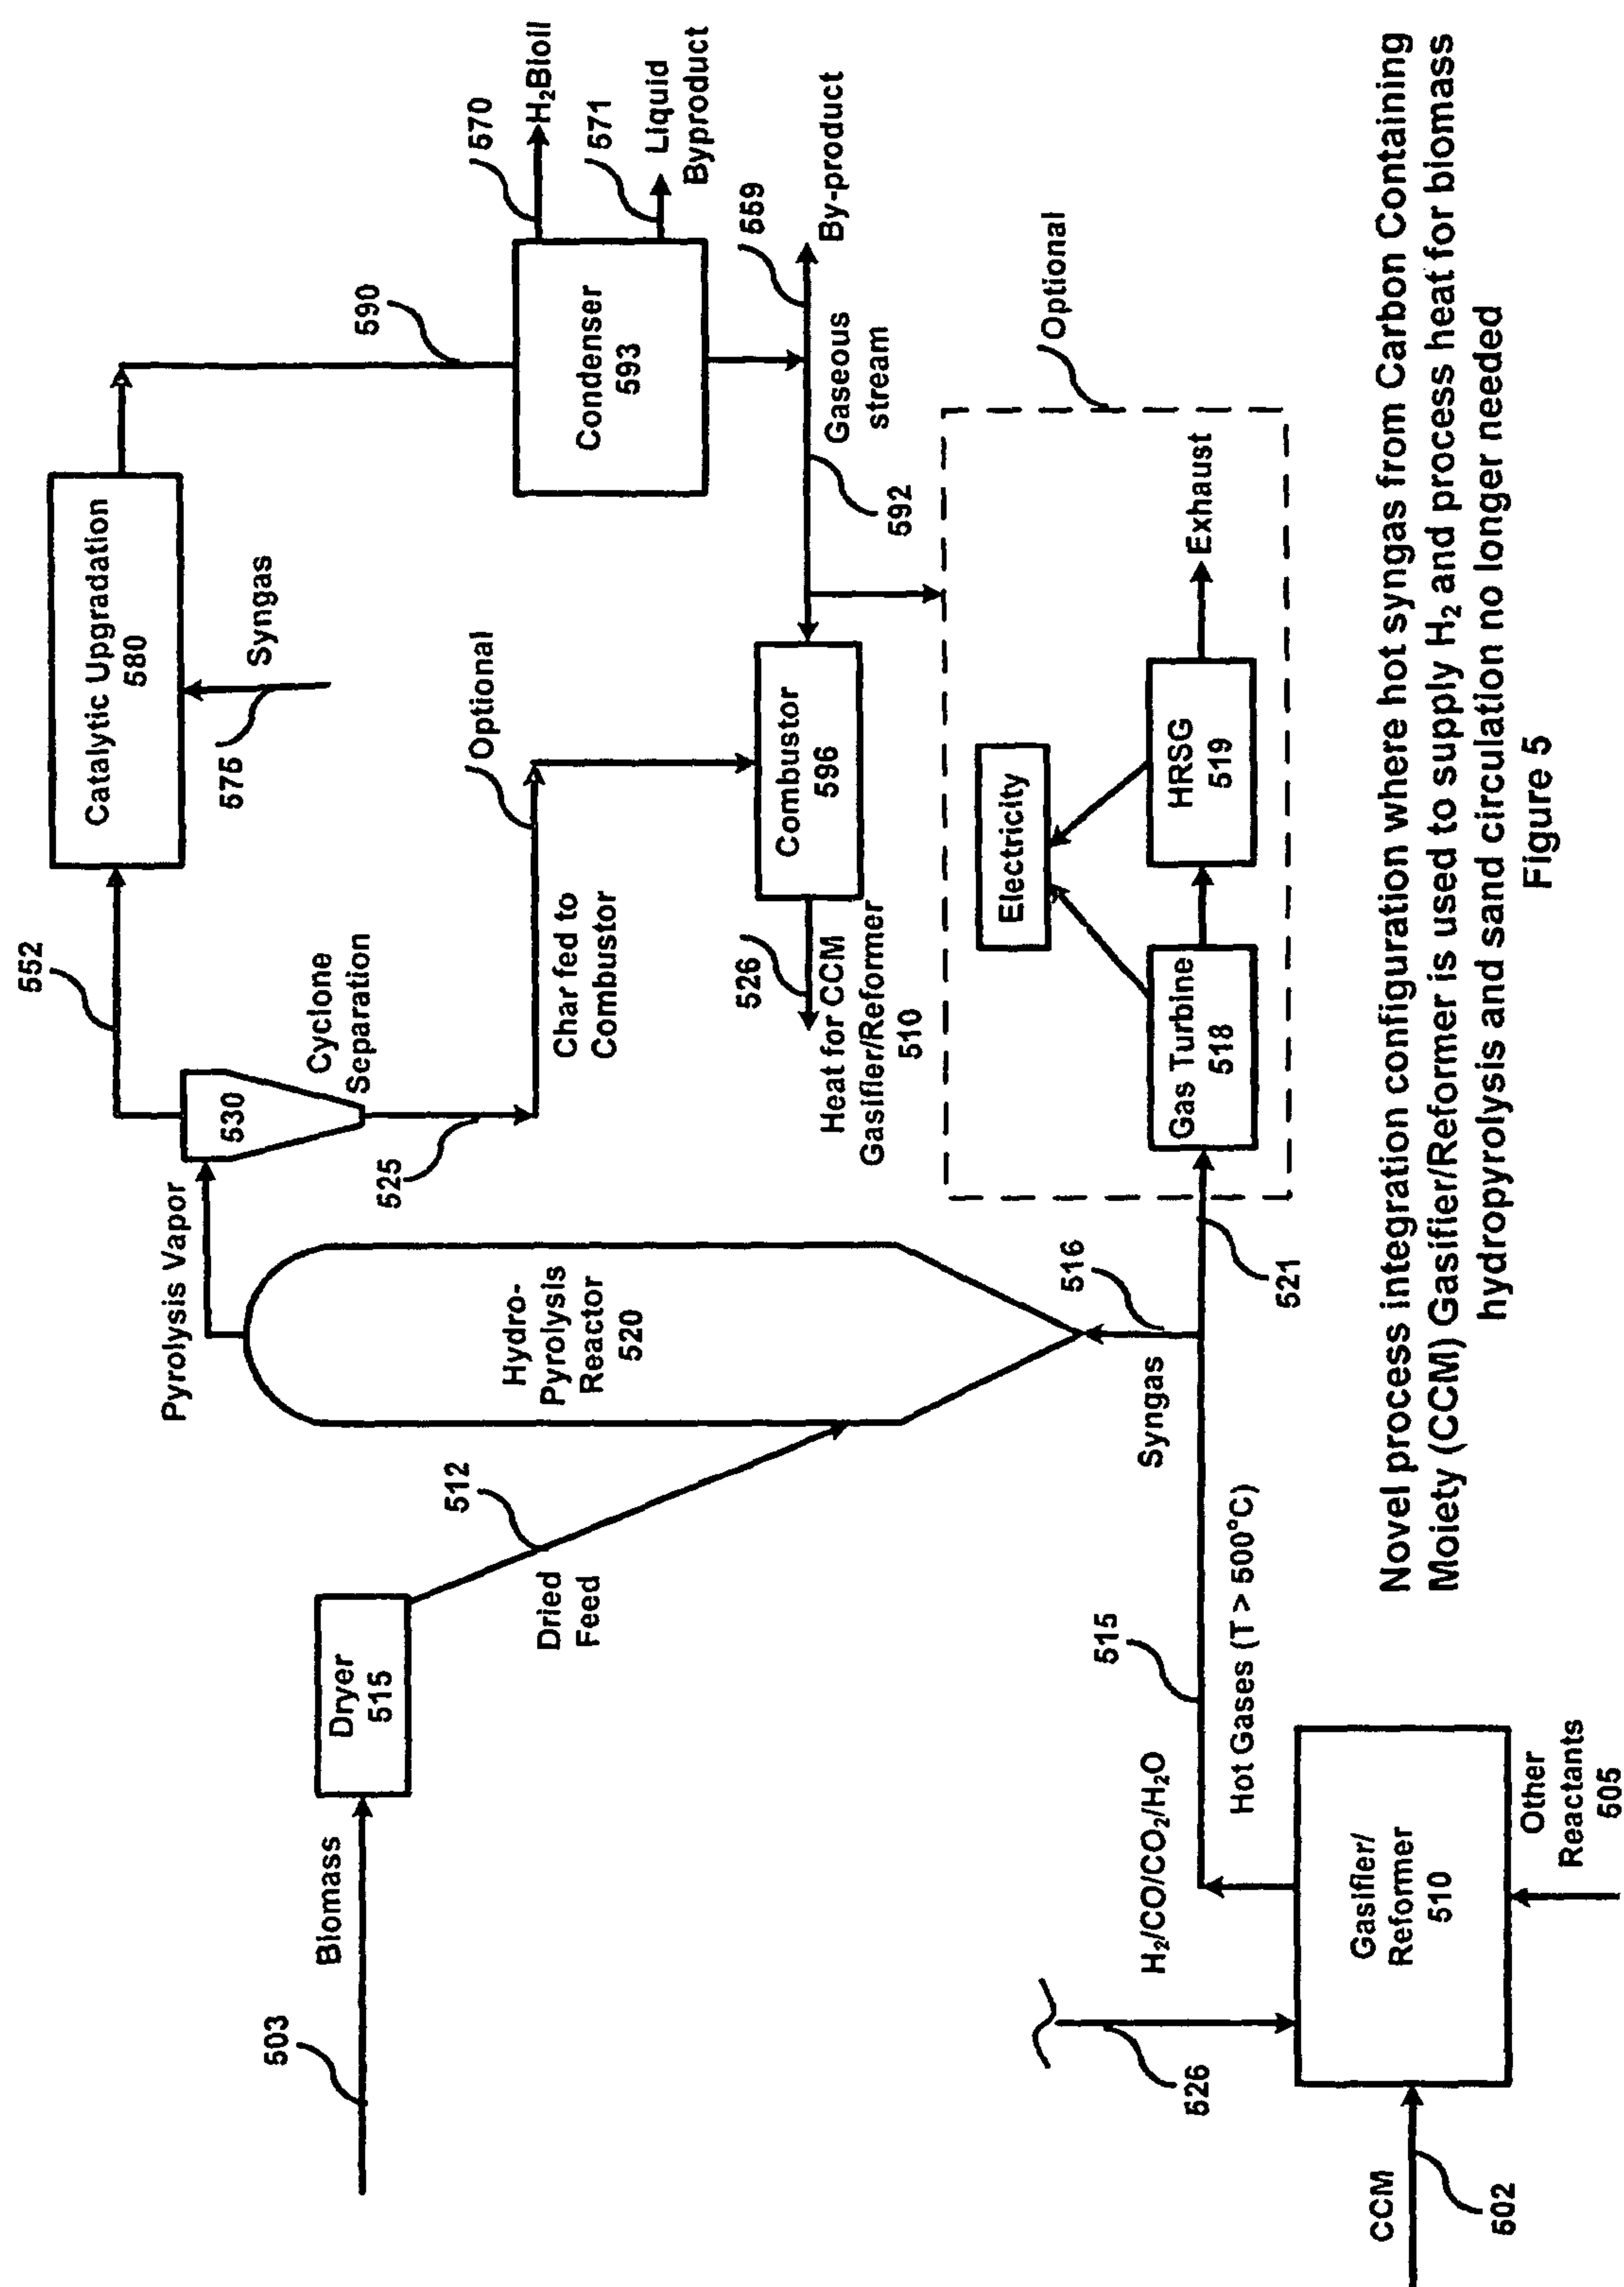 503
Biomass
Dryer
515
512
Dried
Feed
Pyrolysis Vapor
Hydro-
Pyrolysis
Reactor
520
530
Cyclone
Separation
552
525
Char fed to
Combustor
Optional
Catalytic Upgradation
580
Syngas
575
590
Condenser
593
570
H₂Bioil
571
Liquid
Byproduct
559
By-product
Gaseous
stream
592
Combustor
596
526
Heat for CCM
Gasifier/Reformer
510
Optional
Electricity
Gas Turbine
518
HRSG
519
Exhaust
521
516
Syngas
515
Hot Gases (T > 500°C)
H₂/CO/CO₂/H₂O
526
Gasifier/
Reformer
510
Other
Reactants
505
CCM
502
Novel process integration configuration where hot syngas from Carbon Containing
Moiety (CCM) Gasifier/Reformer is used to supply H₂ and process heat for biomass
hydropyrolysis and sand circulation no longer needed
Figure 5